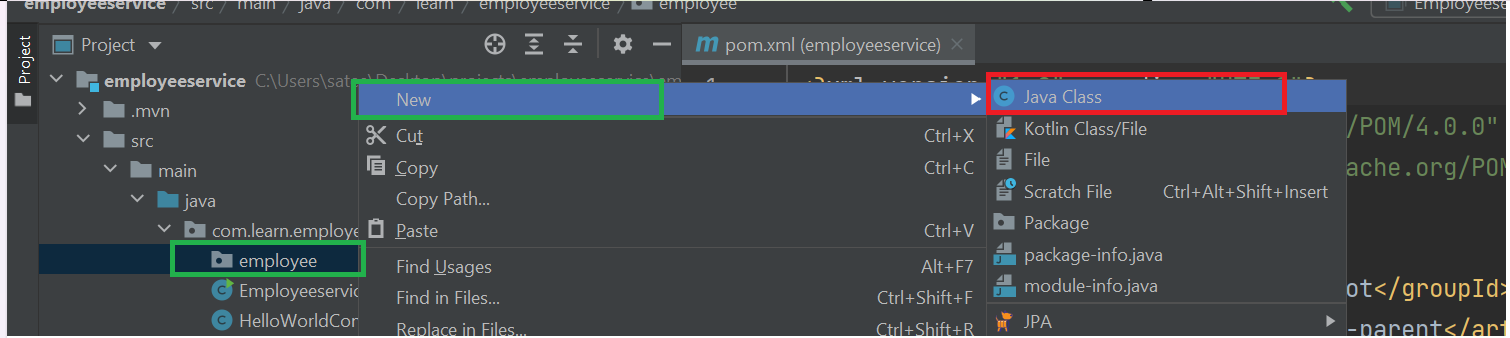 employeeservice / src / main / java / com / learn / employeeservice / employee
Project
Project
pom.xml (employeeservice)
employeeservice
.mvn
src
main
java
com.learn.employe
employee
Employeeservic
HelloWorldCon
New
Cut Ctrl+X
Copy Ctrl+C
Copy Path...
Paste Ctrl+V
Find Usages Alt+F7
Find in Files... Ctrl+Shift+F
Replace in Files... Ctrl+Shift+R
Java Class
Kotlin Class/File
File
Scratch File Ctrl+Alt+Shift+Insert
Package
package-info.java
module-info.java
JPA
Employeese
1
/POM/4.0.0"
ache.org/POM
ot</groupId>
-parent</art